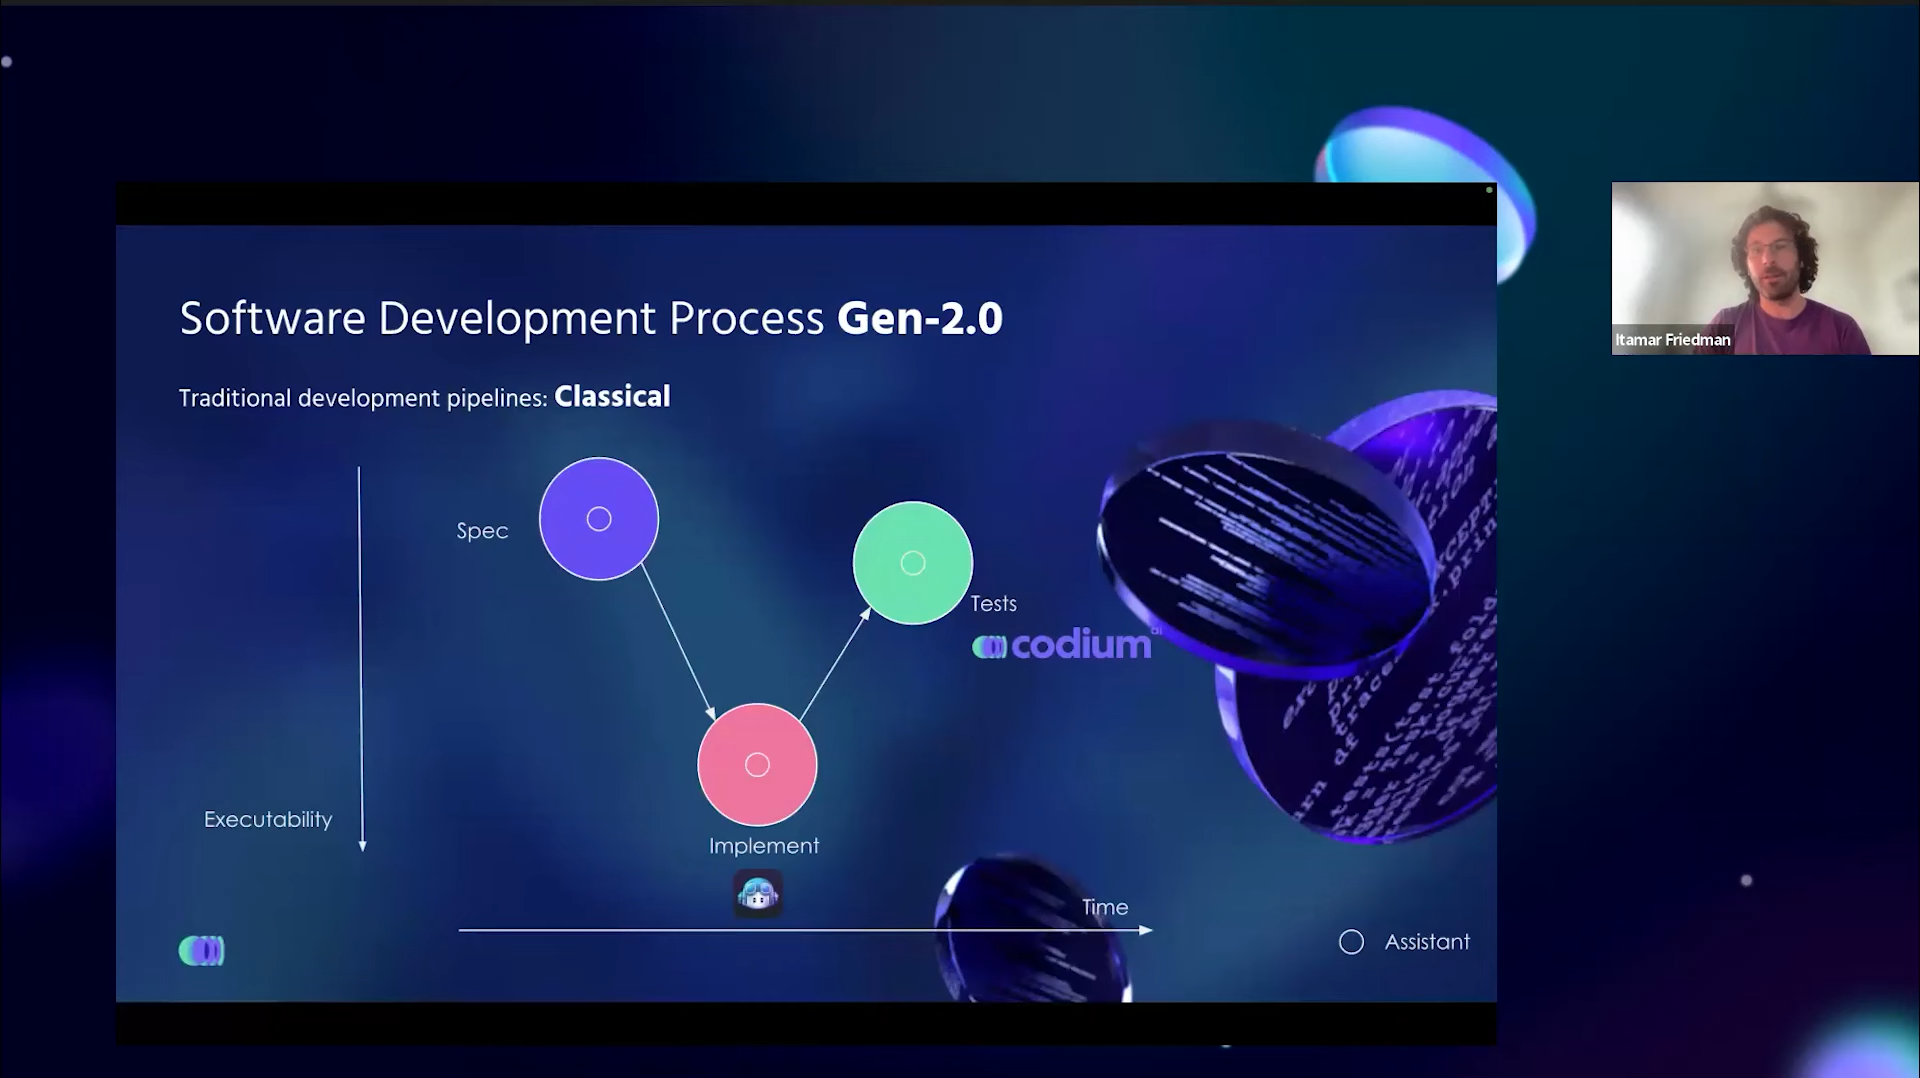 Software Development Process Gen-2.0
Traditional development pipelines: Classical
Spec
Tests
codium
ai
Executability
Implement
Time
Assistant
Itamar Friedman